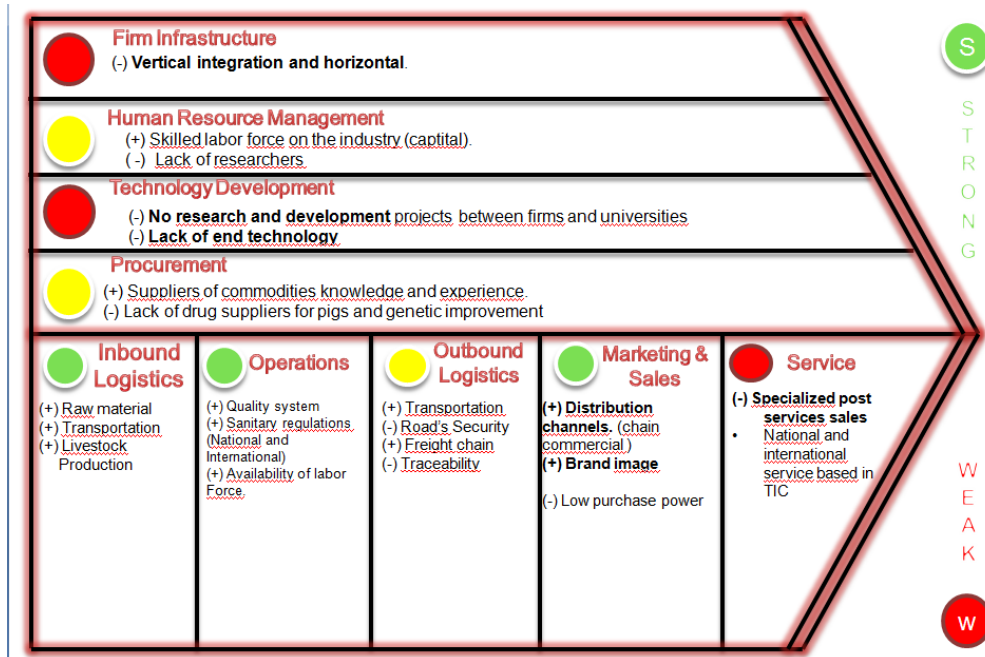 Firm Infrastructure
(-) Vertical integration and horizontal.
Human Resource Management
(+) Skilled labor force on the industry (captital).
(-) Lack of researchers
Technology Development
(-) No research and development projects between firms and universities
(-) Lack of end technology
Procurement
(+) Suppliers of commodities knowledge and experience.
(-) Lack of drug suppliers for pigs and genetic improvement
Inbound
Logistics
(+) Raw material
(+) Transportation
(+) Livestock
Production
Operations
(+) Quality system
(+) Sanitary regulations
(National and
International)
(+) Availability of labor
Force.
Outbound
Logistics
(+) Transportation
(-) Road's Security
(+) Freight chain
(-) Traceability
Marketing &
Sales
(+) Distribution
channels. (chain
commercial )
(+) Brand image
(-) Low purchase power
Service
(-) Specialized post
services sales
• National and
international
service based in
TIC
S
S
T
R
O
N
G
W
E
A
K
W